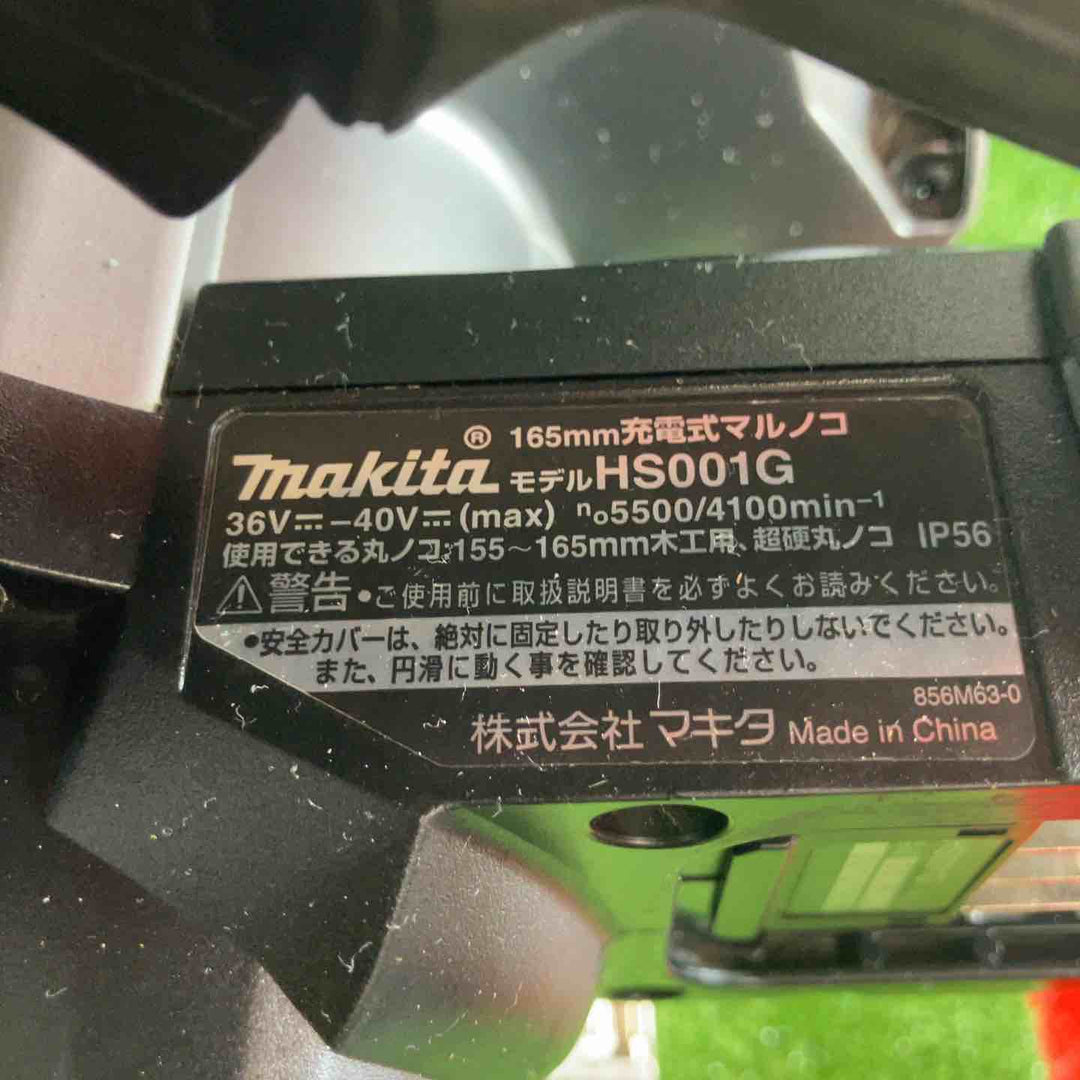 ® 165mm充電式マルノコ
makita モデルHS001G
36V⎓-40V⎓(max) n₀5500/4100min⁻¹
使用できる丸ノコ:155～165mm木工用、超硬丸ノコ IP56
⚠警告 •ご使用前に取扱説明書を必ずよくお読みください。
•安全カバーは、絶対に固定したり取り外したりしないでください。
また、円滑に動く事を確認してください。
856M63-0
株式会社マキタ Made in China